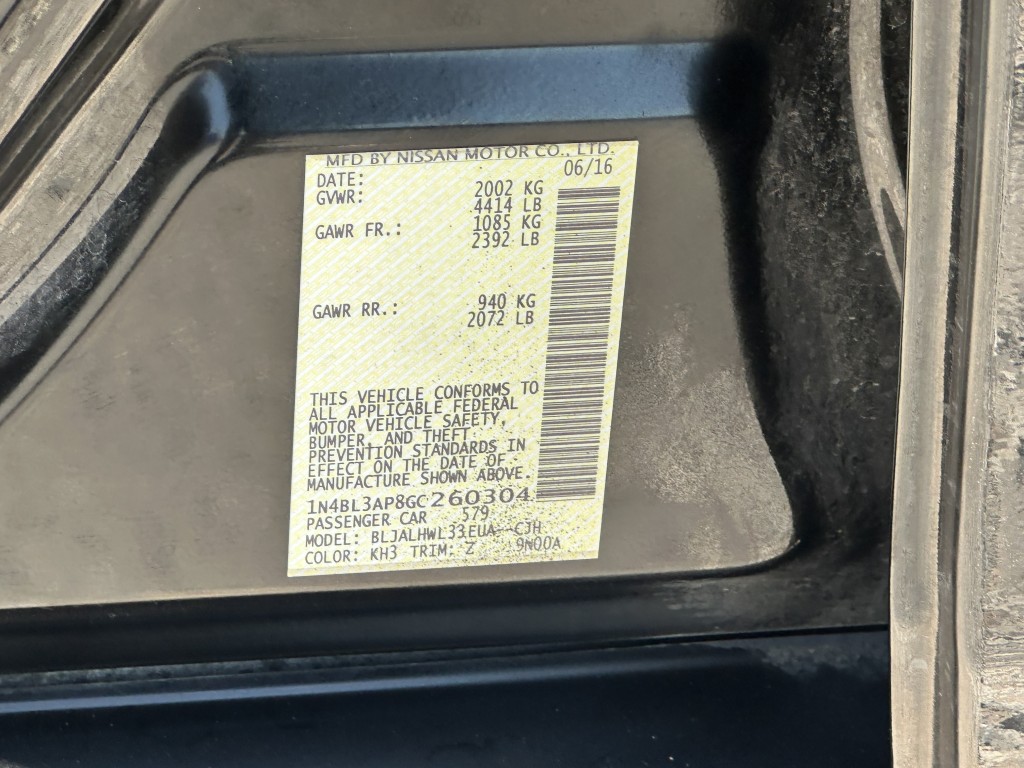 MFD BY NISSAN MOTOR CO., LTD.
DATE: 06/16
GVWR: 2002 KG
4414 LB
GAWR FR.: 1085 KG
2392 LB
GAWR RR.: 940 KG
2072 LB
THIS VEHICLE CONFORMS TO
ALL APPLICABLE FEDERAL
MOTOR VEHICLE SAFETY,
BUMPER, AND THEFT
PREVENTION STANDARDS IN
EFFECT ON THE DATE OF
MANUFACTURE SHOWN ABOVE.
1N4BL3AP8GC260304
PASSENGER CAR 579
MODEL: BLJALHWL33EUA--CJH
COLOR: KH3 TRIM: Z 9N00A